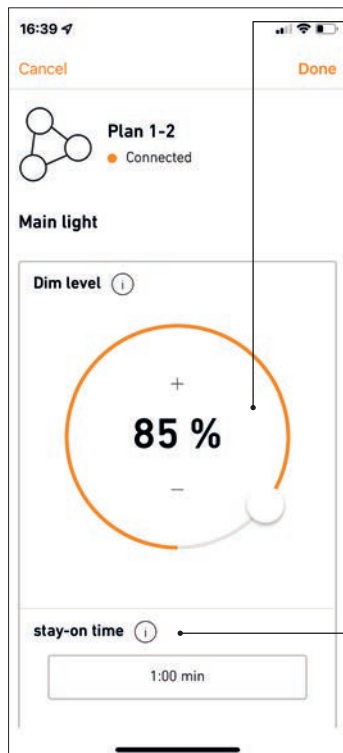 16:39
Cancel Done
Plan 1-2
Connected
Main light
Dim level i
+
85 %
−
stay-on time i
1:00 min